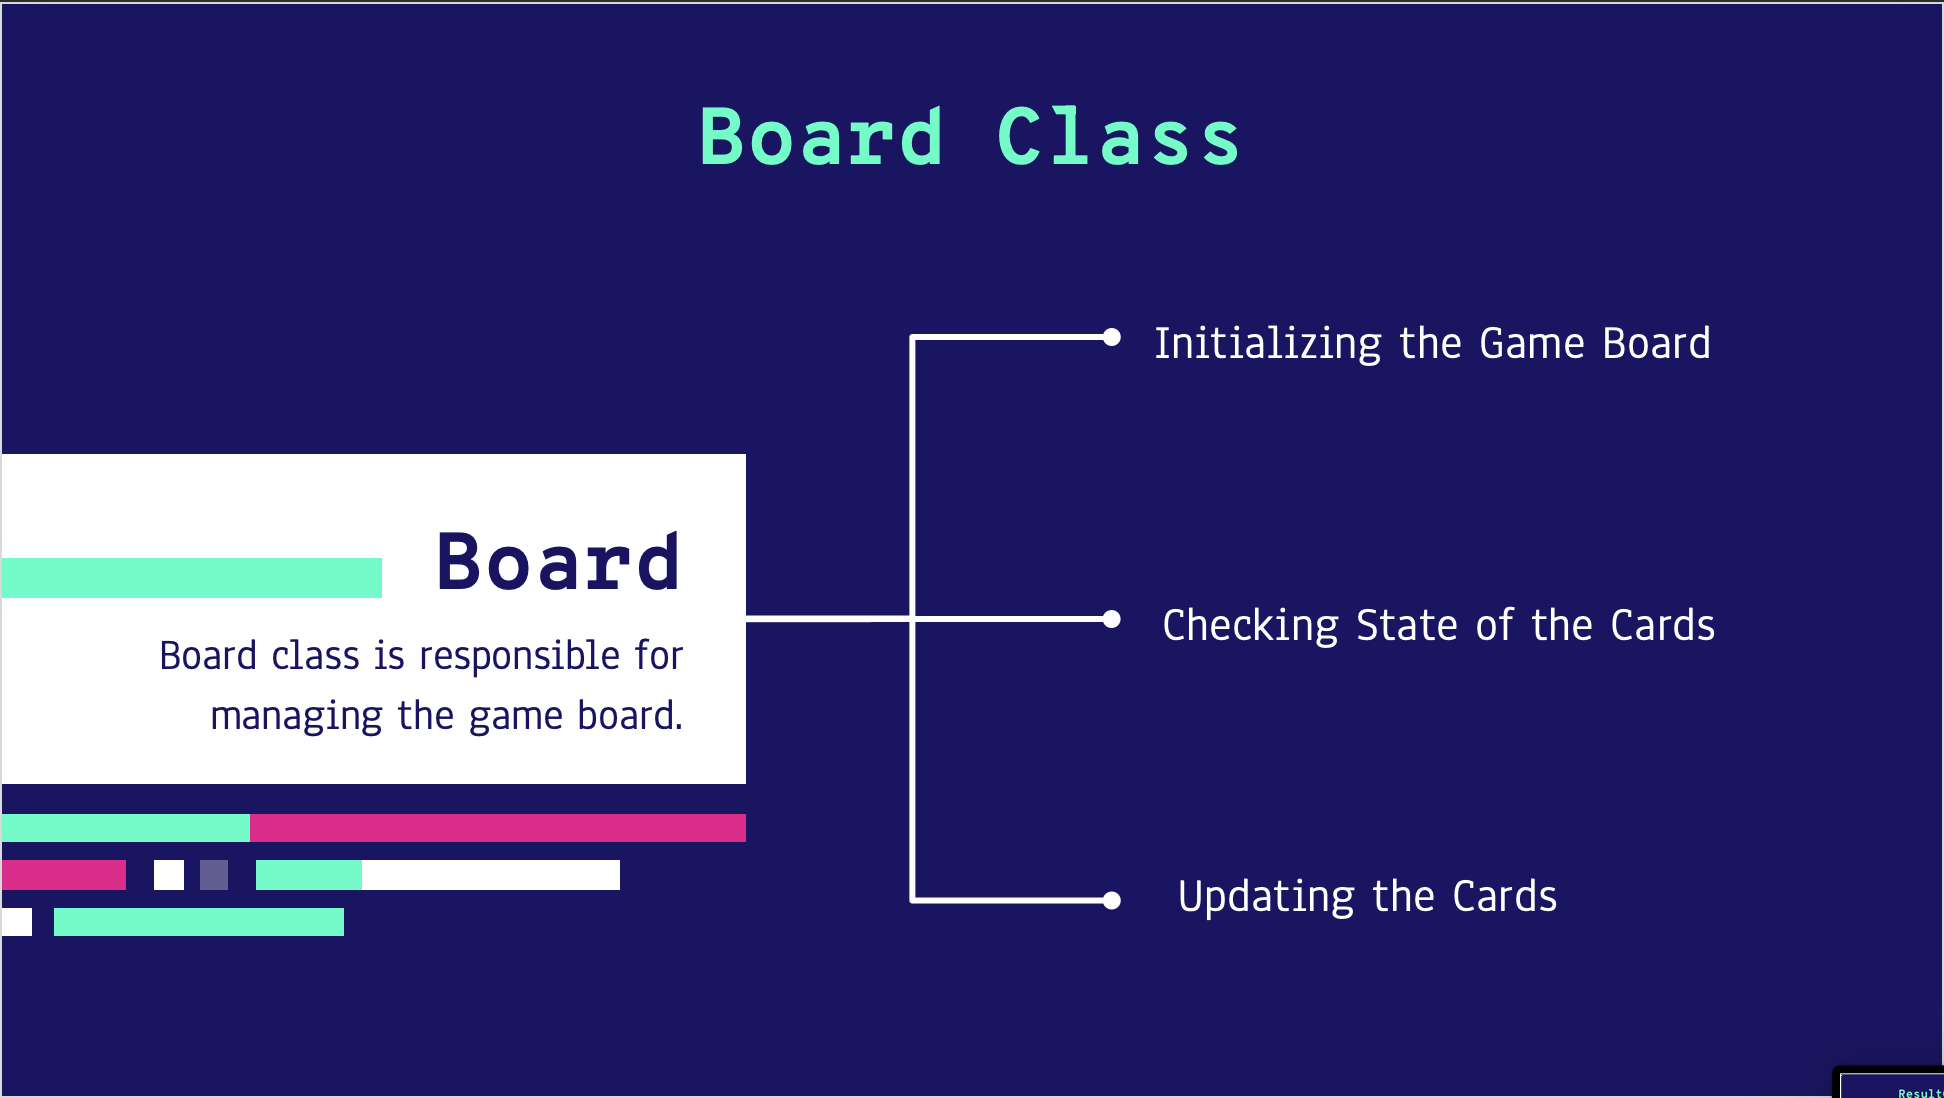 Board Class
Board
Board class is responsible for
managing the game board.
Initializing the Game Board
Checking State of the Cards
Updating the Cards